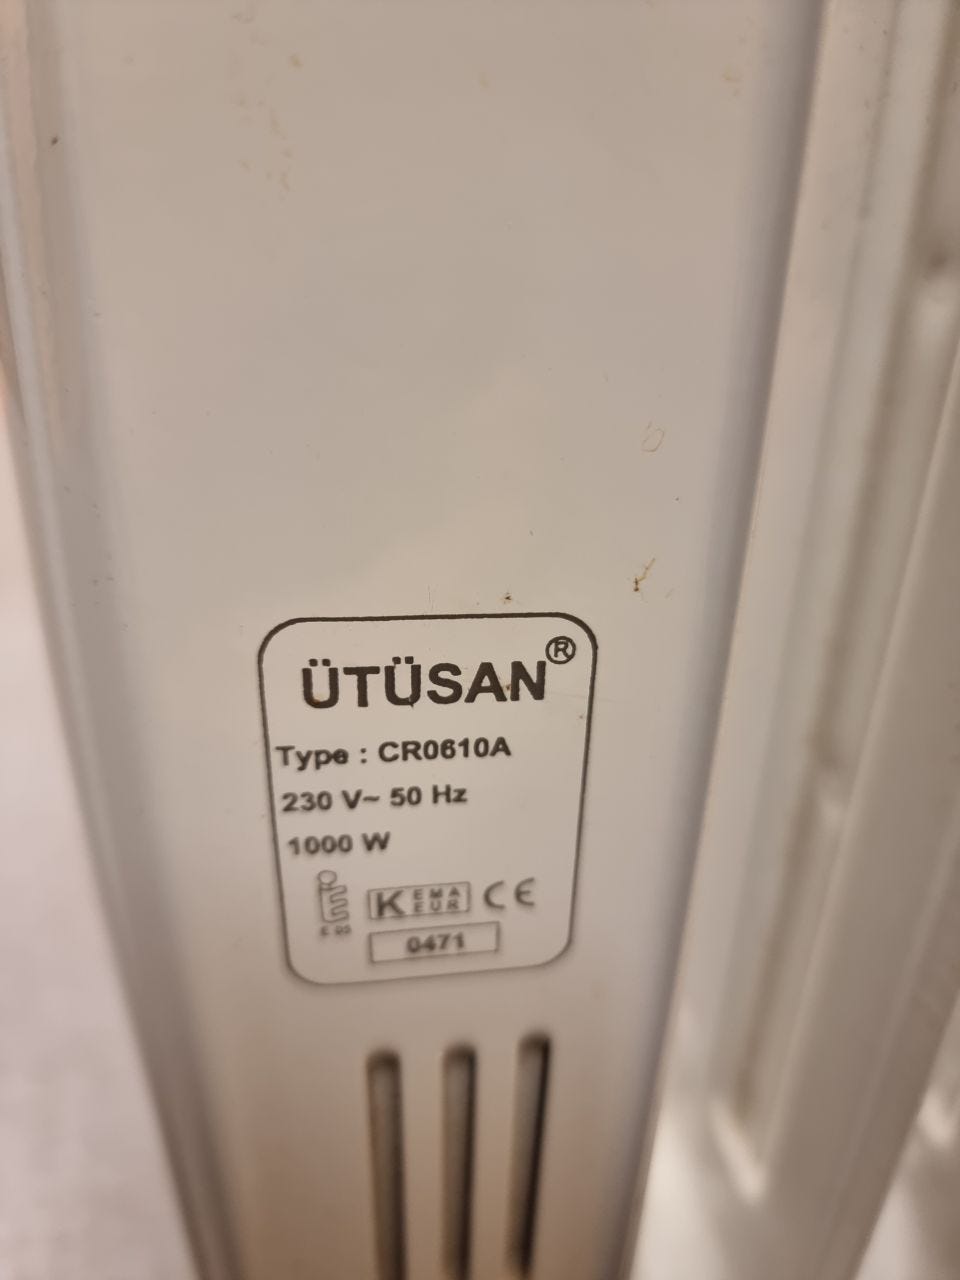 ÜTÜSAN®
Type : CR0610A
230 V~ 50 Hz
1000 W
KEMA EUR CE
0471